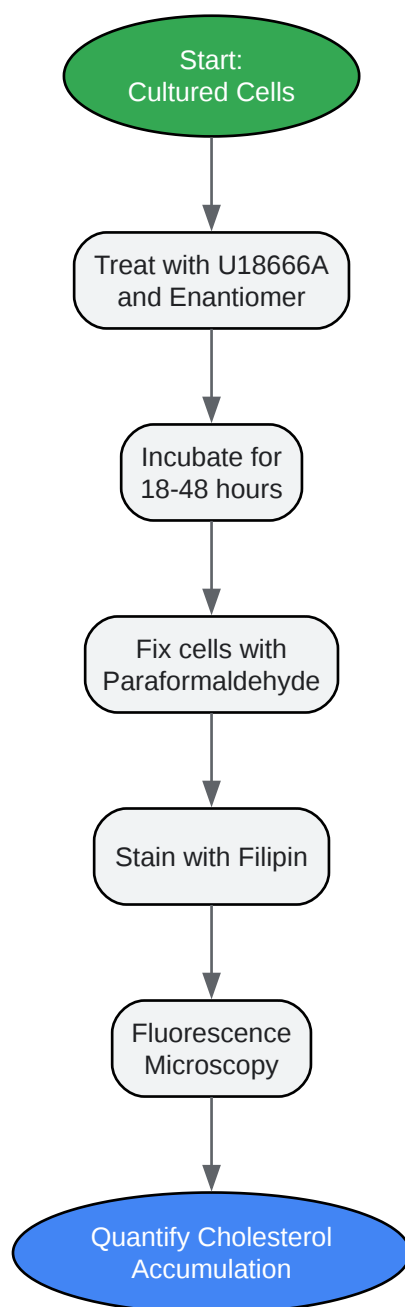 Start:
Cultured Cells
Treat with U18666A
and Enantiomer
Incubate for
18-48 hours
Fix cells with
Paraformaldehyde
Stain with Filipin
Fluorescence
Microscopy
Quantify Cholesterol
Accumulation